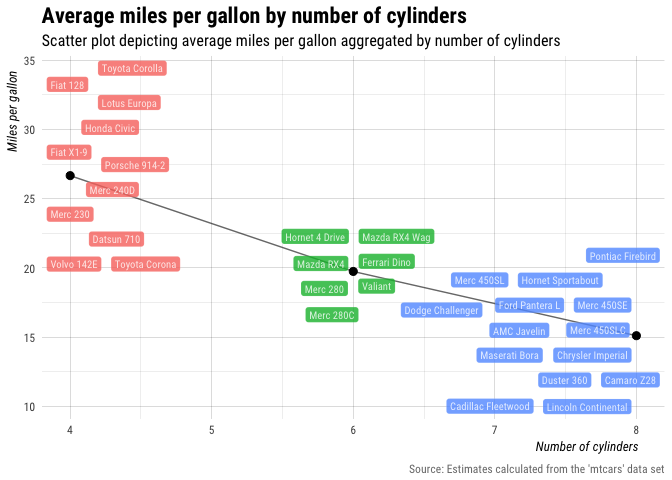 Average miles per gallon by number of cylinders
Scatter plot depicting average miles per gallon aggregated by number of cylinders
Miles per gallon
35
30
25
20
15
10
Toyota Corolla
Fiat 128
Lotus Europa
Honda Civic
Fiat X1-9
Porsche 914-2
Merc 240D
Merc 230
Datsun 710
Volvo 142E
Toyota Corona
Hornet 4 Drive
Mazda RX4 Wag
Mazda RX4
Ferrari Dino
Merc 280
Valiant
Merc 280C
Pontiac Firebird
Merc 450SL
Hornet Sportabout
Dodge Challenger
Ford Pantera L
Merc 450SE
AMC Javelin
Merc 450SLC
Maserati Bora
Chrysler Imperial
Duster 360
Camaro Z28
Cadillac Fleetwood
Lincoln Continental
4
5
6
7
8
Number of cylinders
Source: Estimates calculated from the 'mtcars' data set